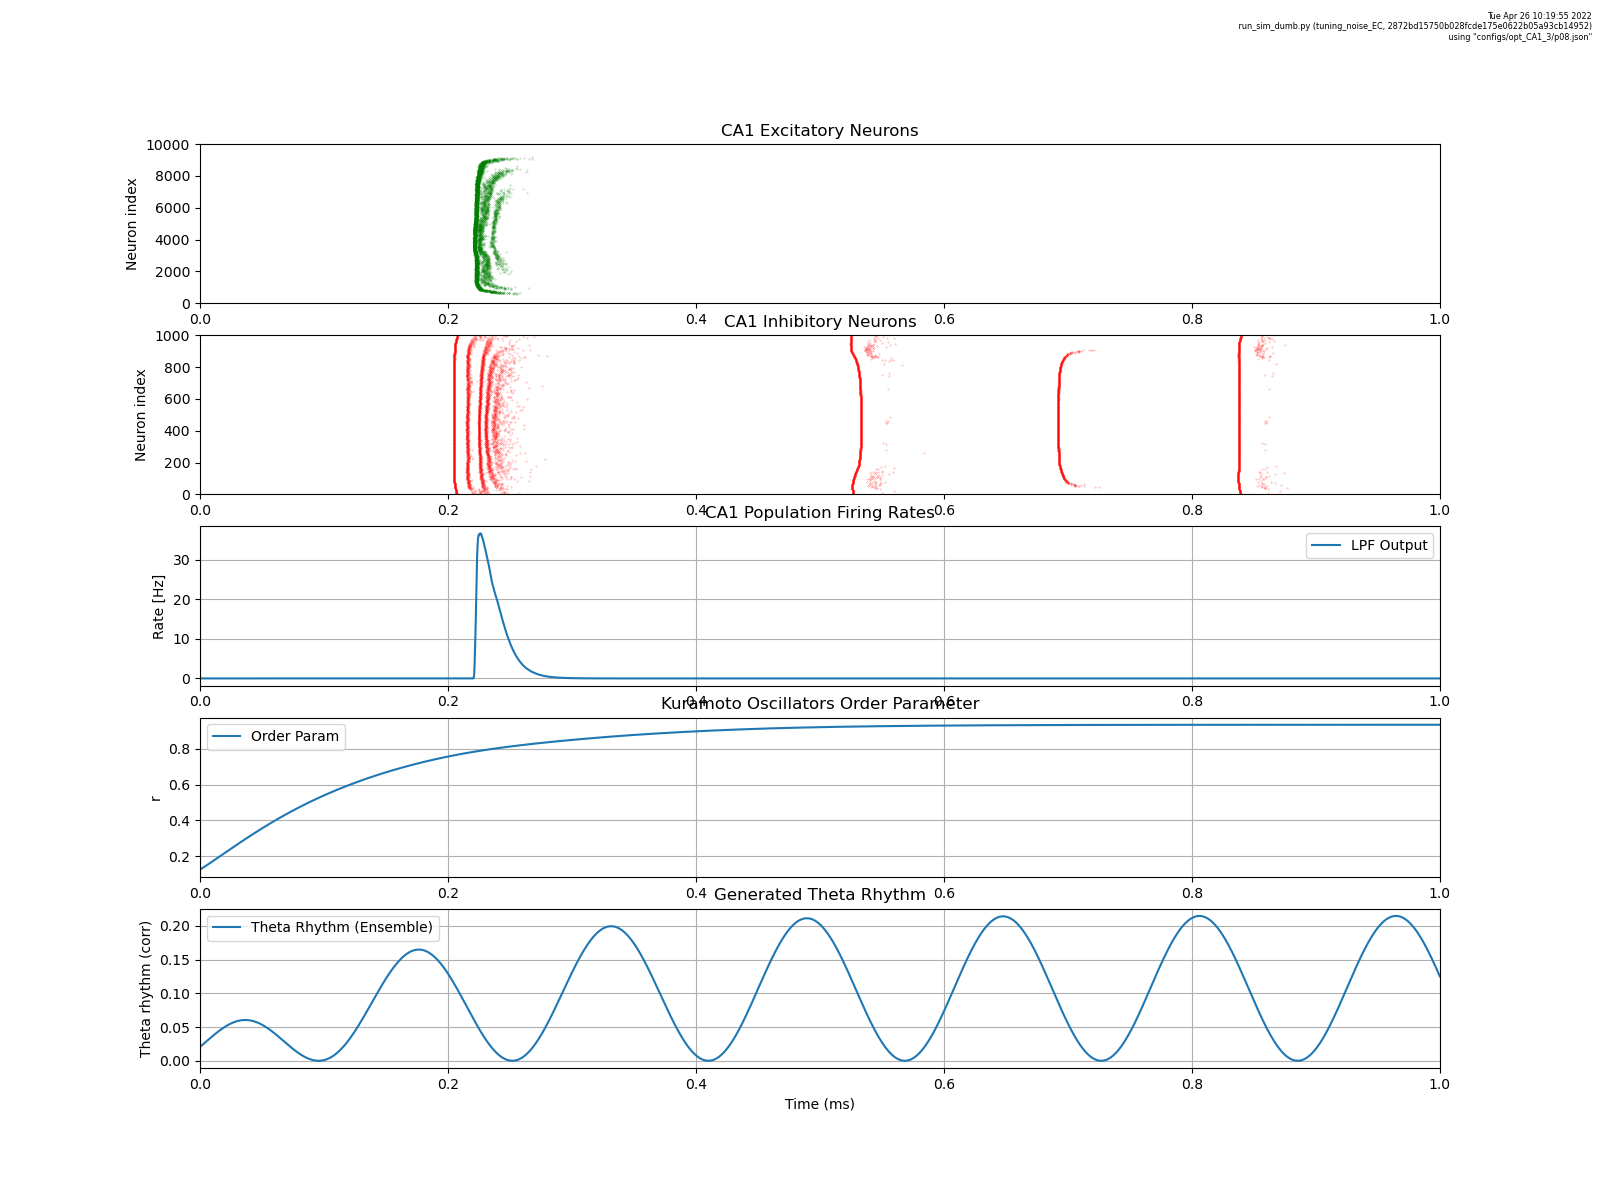 Tue Apr 26 10:19:55 2022
run_sim_dumb.py (tuning_noise_EC, 2872bd15750b028fcde175e0622b05a93cb14952)
using "configs/opt_CA1_3/p08.json"
CA1 Excitatory Neurons
Neuron index
10000
8000
6000
4000
2000
0
0.0 0.2 0.4 0.6 0.8 1.0
CA1 Inhibitory Neurons
Neuron index
1000
800
600
400
200
0
0.0 0.2 0.4 0.6 0.8 1.0
CA1 Population Firing Rates
LPF Output
Rate [Hz]
30
20
10
0
0.0 0.2 0.4 0.6 0.8 1.0
Kuramoto Oscillators Order Parameter
Order Param
r
0.8
0.6
0.4
0.2
0.0 0.2 0.4 0.6 0.8 1.0
Generated Theta Rhythm
Theta Rhythm (Ensemble)
Theta rhythm (corr)
0.20
0.15
0.10
0.05
0.00
0.0 0.2 0.4 0.6 0.8 1.0
Time (ms)